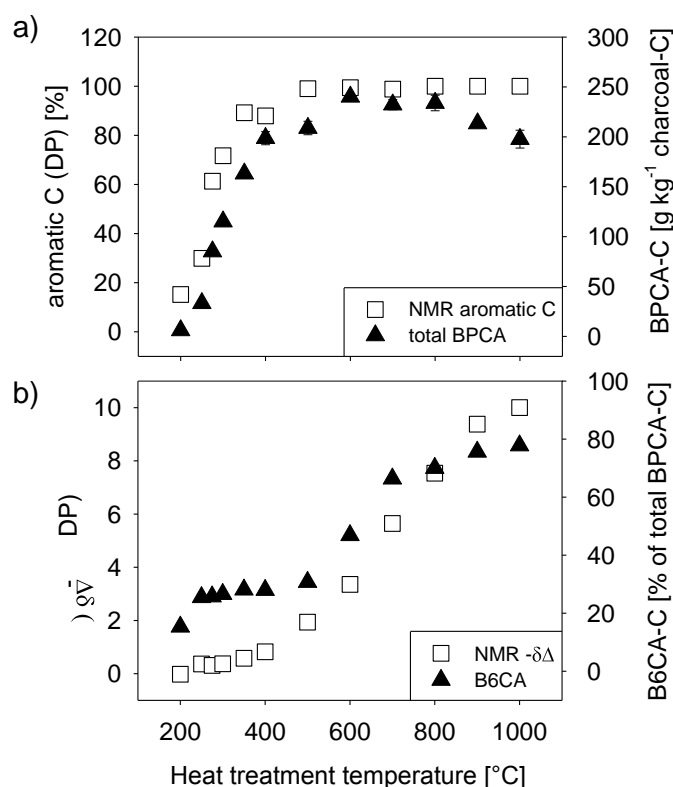 a)
120
100
80
60
40
20
0
aromatic C (DP) [%]
300
250
200
150
100
50
0
BPCA-C [g kg⁻¹ charcoal-C]
NMR aromatic C
total BPCA
b)
10
8
6
4
2
0
-Δδ (
DP)
100
80
60
40
20
0
B6CA-C [% of total BPCA-C]
NMR -δΔ
B6CA
200 400 600 800 1000
Heat treatment temperature [°C]